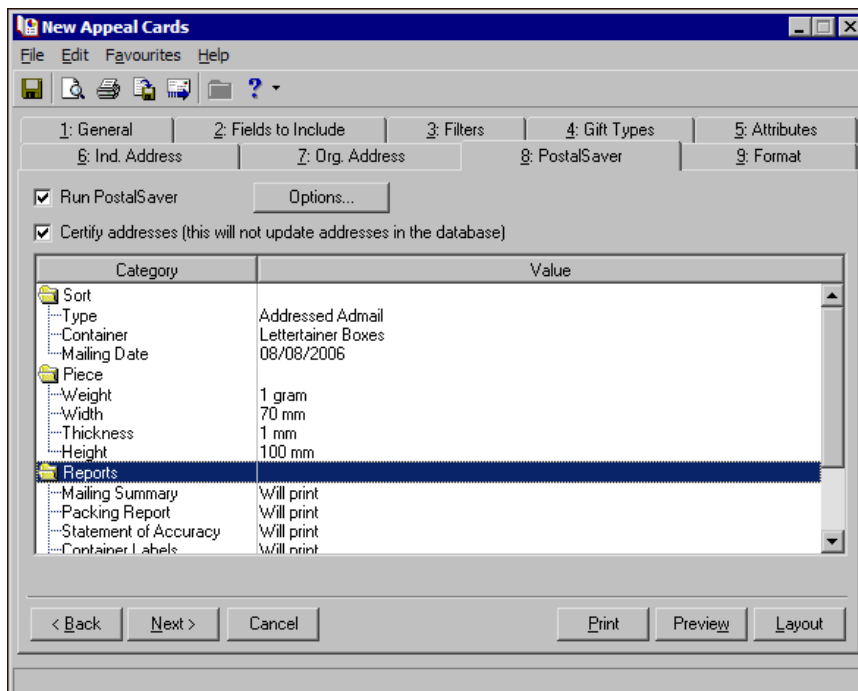 New Appeal Cards
File Edit Favourites Help
?
1: General 2: Fields to Include 3: Filters 4: Gift Types 5: Attributes
6: Ind. Address 7: Org. Address 8: PostalSaver 9: Format
Run PostalSaver Options...
Certify addresses (this will not update addresses in the database)
Category Value
Sort
Type Addressed Admail
Container Lettertainer Boxes
Mailing Date 08/08/2006
Piece
Weight 1 gram
Width 70 mm
Thickness 1 mm
Height 100 mm
Reports
Mailing Summary Will print
Packing Report Will print
Statement of Accuracy Will print
Container Labels Will print
< Back Next > Cancel Print Preview Layout